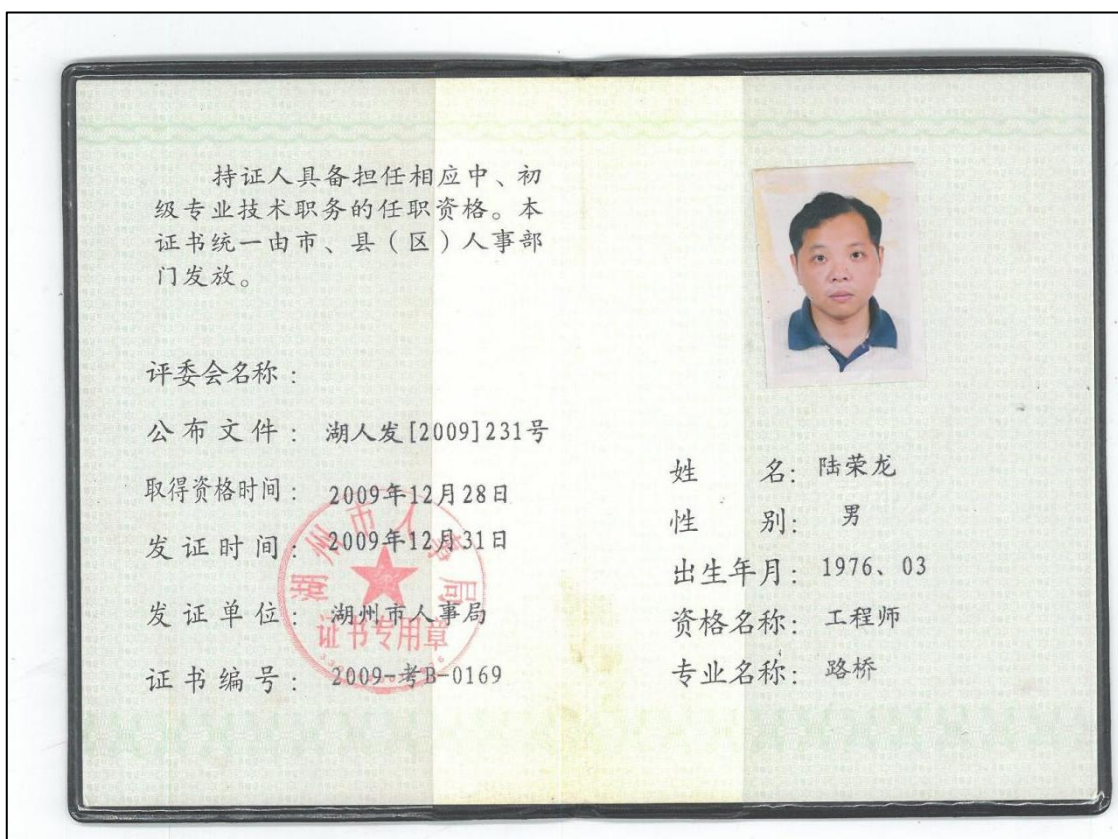 持证人具备担任相应中、初
级专业技术职务的任职资格。本
证书统一由市、县（区）人事部
门发放。
评委会名称：
公布文件： 湖人发[2009]231号
取得资格时间： 2009年12月28日
发证时间： 2009年12月31日
发证单位： 湖州市人事局
证书编号： 2009-考B-0169
湖州市人事局
证书专用章
姓 名： 陆荣龙
性 别： 男
出生年月： 1976、03
资格名称： 工程师
专业名称： 路桥